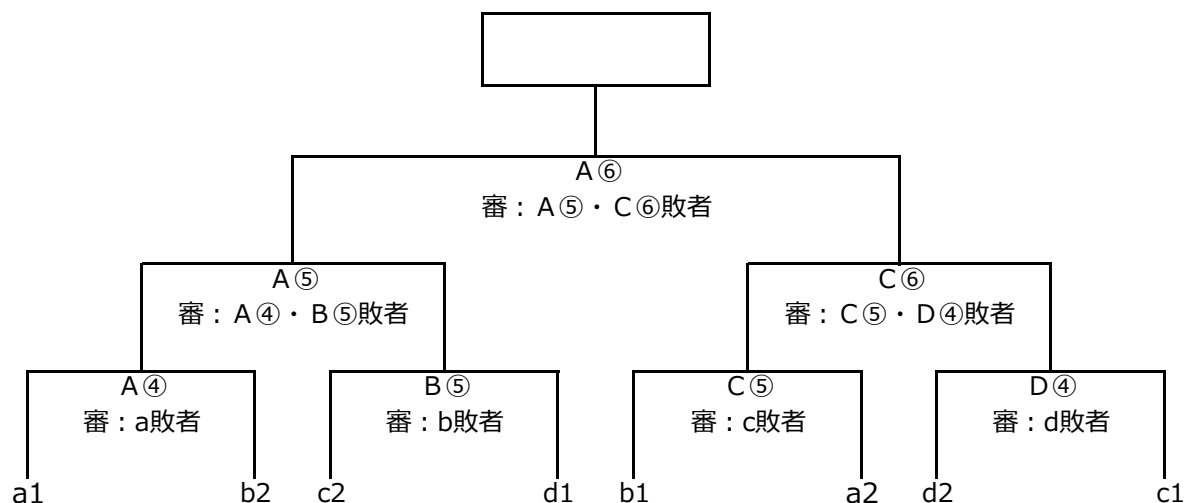 Ａ⑥
審：Ａ⑤・Ｃ⑥敗者
Ａ⑤
Ｃ⑥
審：Ａ④・Ｂ⑤敗者
審：Ｃ⑤・Ｄ④敗者
Ａ④
Ｂ⑤
Ｃ⑤
Ｄ④
審：a敗者
審：b敗者
審：c敗者
審：d敗者
a1
b2
c2
d1
b1
a2
d2
c1